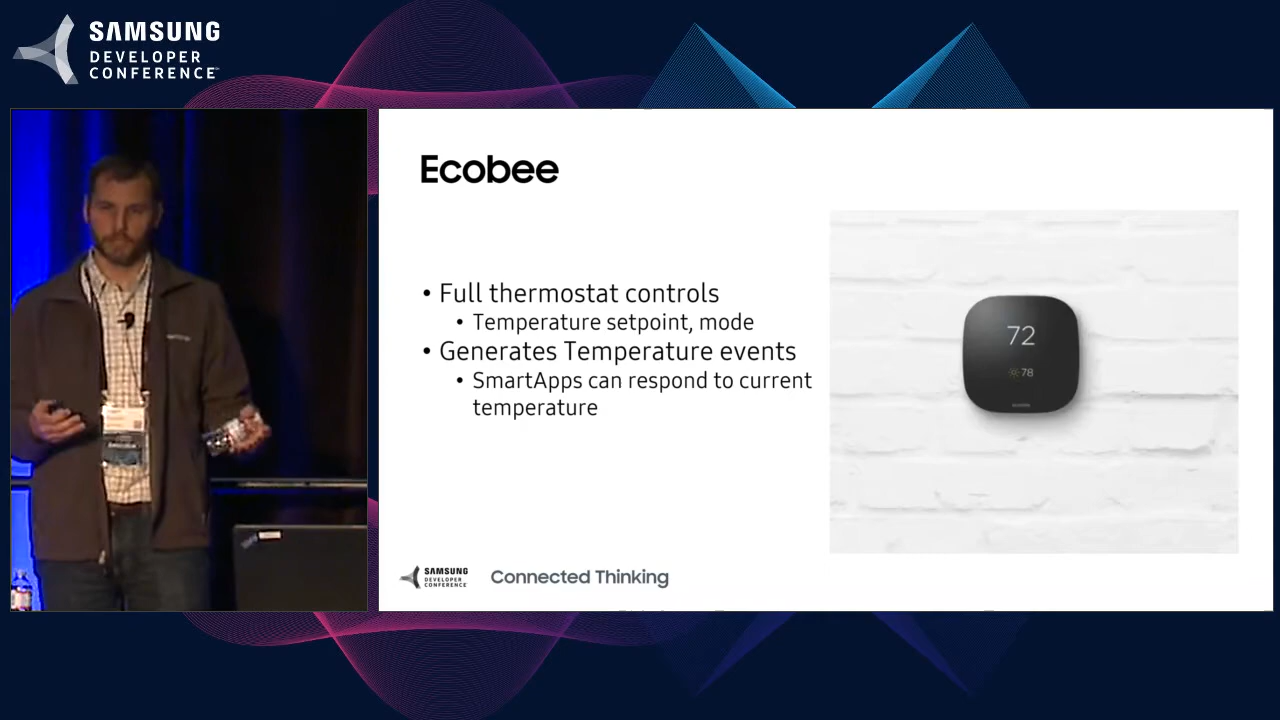 SAMSUNG
DEVELOPER
CONFERENCE
Ecobee
• Full thermostat controls
• Temperature setpoint, mode
• Generates Temperature events
• SmartApps can respond to current
temperature
72
78
SAMSUNG
DEVELOPER
CONFERENCE
Connected Thinking